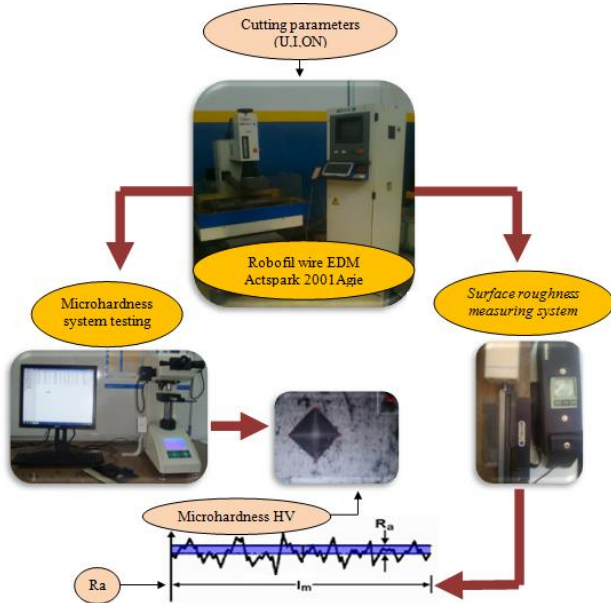 Cutting parameters
(U,I,ON)
Robofil wire EDM
Actspark 2001Agie
Microhardness
system testing
Surface roughness
measuring system
Microhardness HV
Ra
Ra
lm